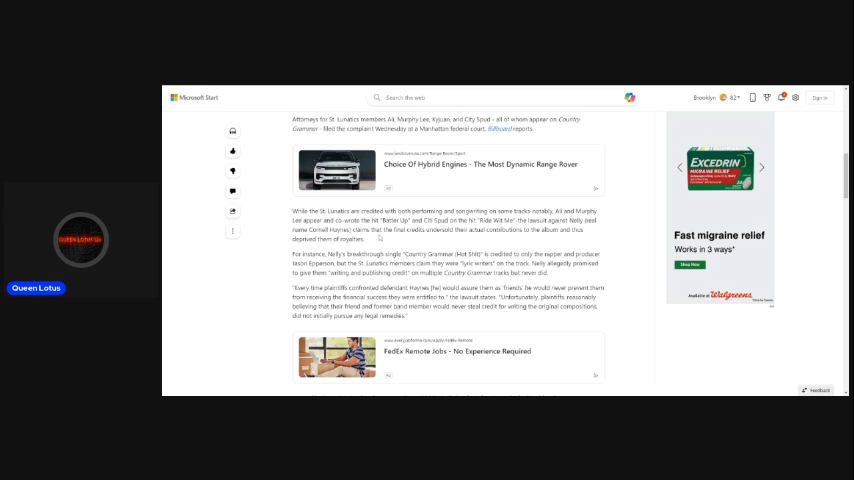 Microsoft Start
Search the web
Brooklyn
82°
Sign in
Attorneys for St. Lunatics members Ali, Murphy Lee, Kyjuan, and City Spud - all of whom appear on Country
Grammer - filed the complaint Wednesday at a Manhattan federal court, Billboard reports.
Choice Of Hybrid Engines - The Most Dynamic Range Rover
Ad
While the St. Lunatics are credited with both performing and songwriting on some tracks notably, Ali and Murphy
Lee appear and co-wrote the hit "Batter Up" and Citi Spud on the hit "Ride Wit Me"-the lawsuit against Nelly (real
name Cornell Haynes) claims that the final credits undersold their actual contributions to the album and thus
deprived them of royalties.
For instance, Nelly's breakthrough single "Country Grammar (Hot Shit)" is credited to only the rapper and producer
Jason Epperson, but the St. Lunatics members claim they were "lyric writers" on the track. Nelly allegedly promised
to give them "writing and publishing credit" on multiple Country Grammar tracks but never did.
"Every time plaintiffs confronted defendant Haynes [he] would assure them as 'friends' he would never prevent them
from receiving the financial success they were entitled to," the lawsuit states. "Unfortunately, plaintiffs, reasonably
believing that their friend and former band member would never steal credit for writing the original compositions,
did not initially pursue any legal remedies."
FedEx Remote Jobs - No Experience Required
Ad
EXCEDRIN
MIGRAINE RELIEF
Fast migraine relief
Works in 3 ways*
Shop Now
Available at Walgreens
Feedback
QUEEN LOTUS
Queen Lotus